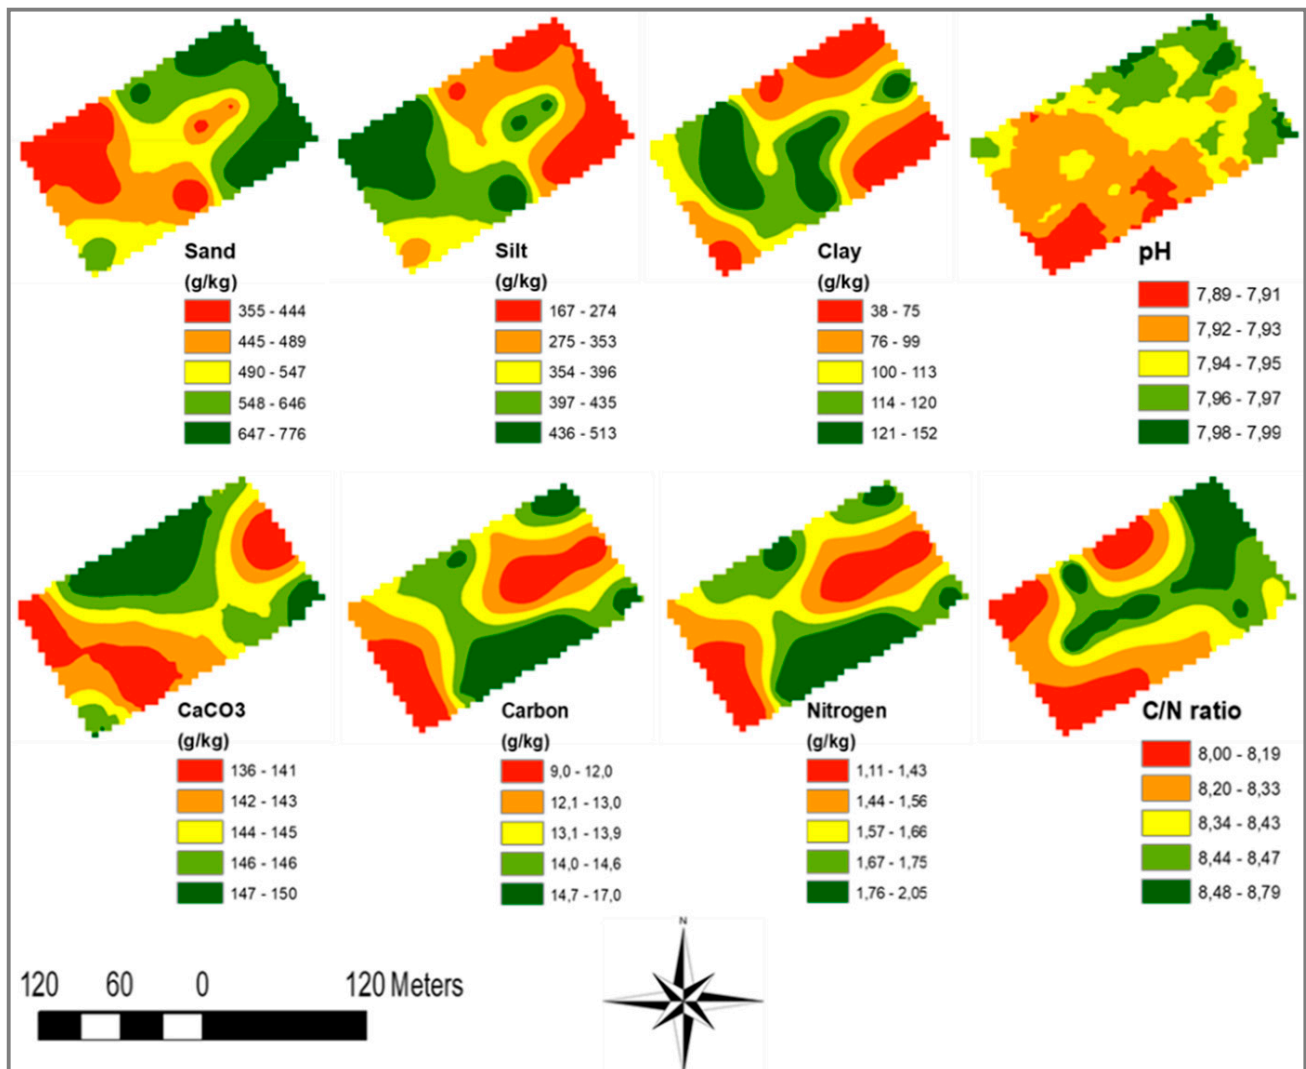 Sand
(g/kg)
355 - 444
445 - 489
490 - 547
548 - 646
647 - 776
Silt
(g/kg)
167 - 274
275 - 353
354 - 396
397 - 435
436 - 513
Clay
(g/kg)
38 - 75
76 - 99
100 - 113
114 - 120
121 - 152
pH
7,89 - 7,91
7,92 - 7,93
7,94 - 7,95
7,96 - 7,97
7,98 - 7,99
CaCO3
(g/kg)
136 - 141
142 - 143
144 - 145
146 - 146
147 - 150
Carbon
(g/kg)
9,0 - 12,0
12,1 - 13,0
13,1 - 13,9
14,0 - 14,6
14,7 - 17,0
Nitrogen
(g/kg)
1,11 - 1,43
1,44 - 1,56
1,57 - 1,66
1,67 - 1,75
1,76 - 2,05
C/N ratio
8,00 - 8,19
8,20 - 8,33
8,34 - 8,43
8,44 - 8,47
8,48 - 8,79
120 60 0 120 Meters
N